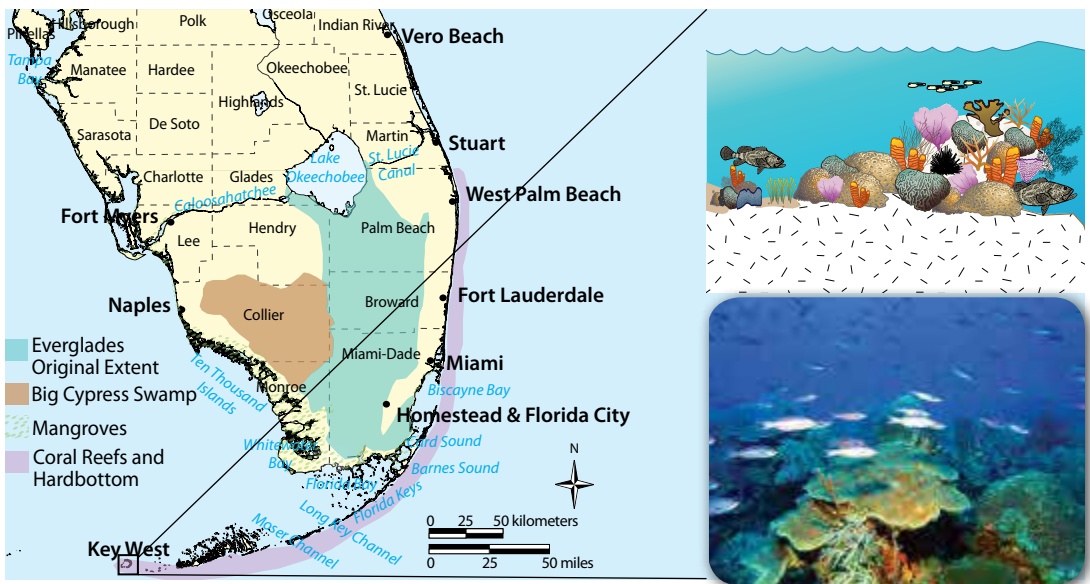 Osceola
Polk
Hillsborough
Indian River
Pinellas
Vero Beach
Tampa
Bay
Manatee
Hardee
Okeechobee
St. Lucie
Highlands
De Soto
Sarasota
Martin
Stuart
Lake
Okeechobee
St. Lucie
Canal
Charlotte
Glades
Caloosahatchee
West Palm Beach
Fort Myers
Lee
Hendry
Palm Beach
Naples
Collier
Broward
Fort Lauderdale
Everglades
Original Extent
Miami-Dade
Miami
Ten Thousand
Islands
Monroe
Big Cypress Swamp
Biscayne Bay
Homestead & Florida City
Mangroves
Whitewater
Bay
Card Sound
Coral Reefs and
Hardbottom
Barnes Sound
N
Florida Bay
Florida Keys
Long Key Channel
Moser Channel
0 25 50 kilometers
Key West
0 25 50 miles